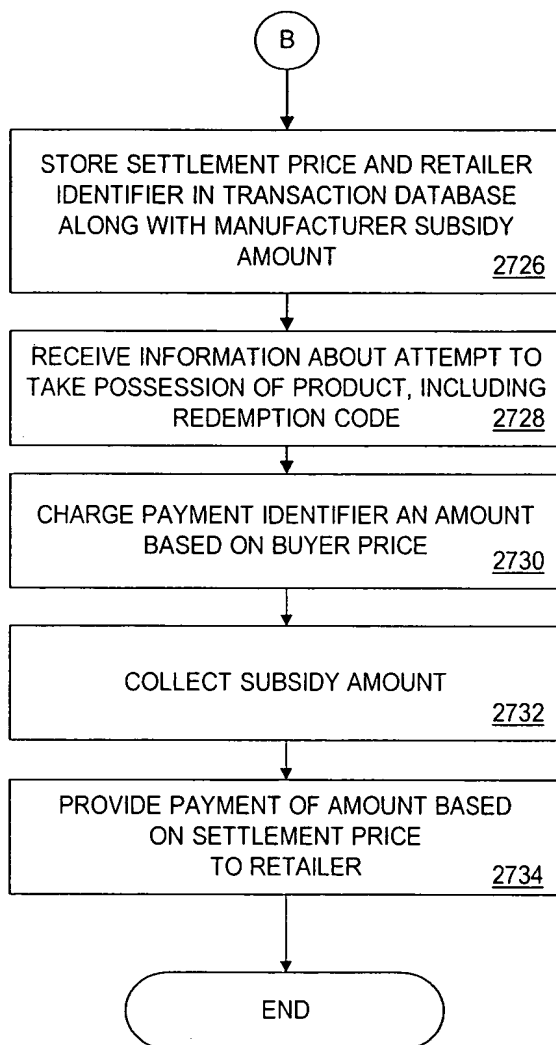 B
STORE SETTLEMENT PRICE AND RETAILER
IDENTIFIER IN TRANSACTION DATABASE
ALONG WITH MANUFACTURER SUBSIDY
AMOUNT
2726
RECEIVE INFORMATION ABOUT ATTEMPT TO
TAKE POSSESSION OF PRODUCT, INCLUDING
REDEMPTION CODE
2728
CHARGE PAYMENT IDENTIFIER AN AMOUNT
BASED ON BUYER PRICE
2730
COLLECT SUBSIDY AMOUNT
2732
PROVIDE PAYMENT OF AMOUNT BASED
ON SETTLEMENT PRICE
TO RETAILER
2734
END